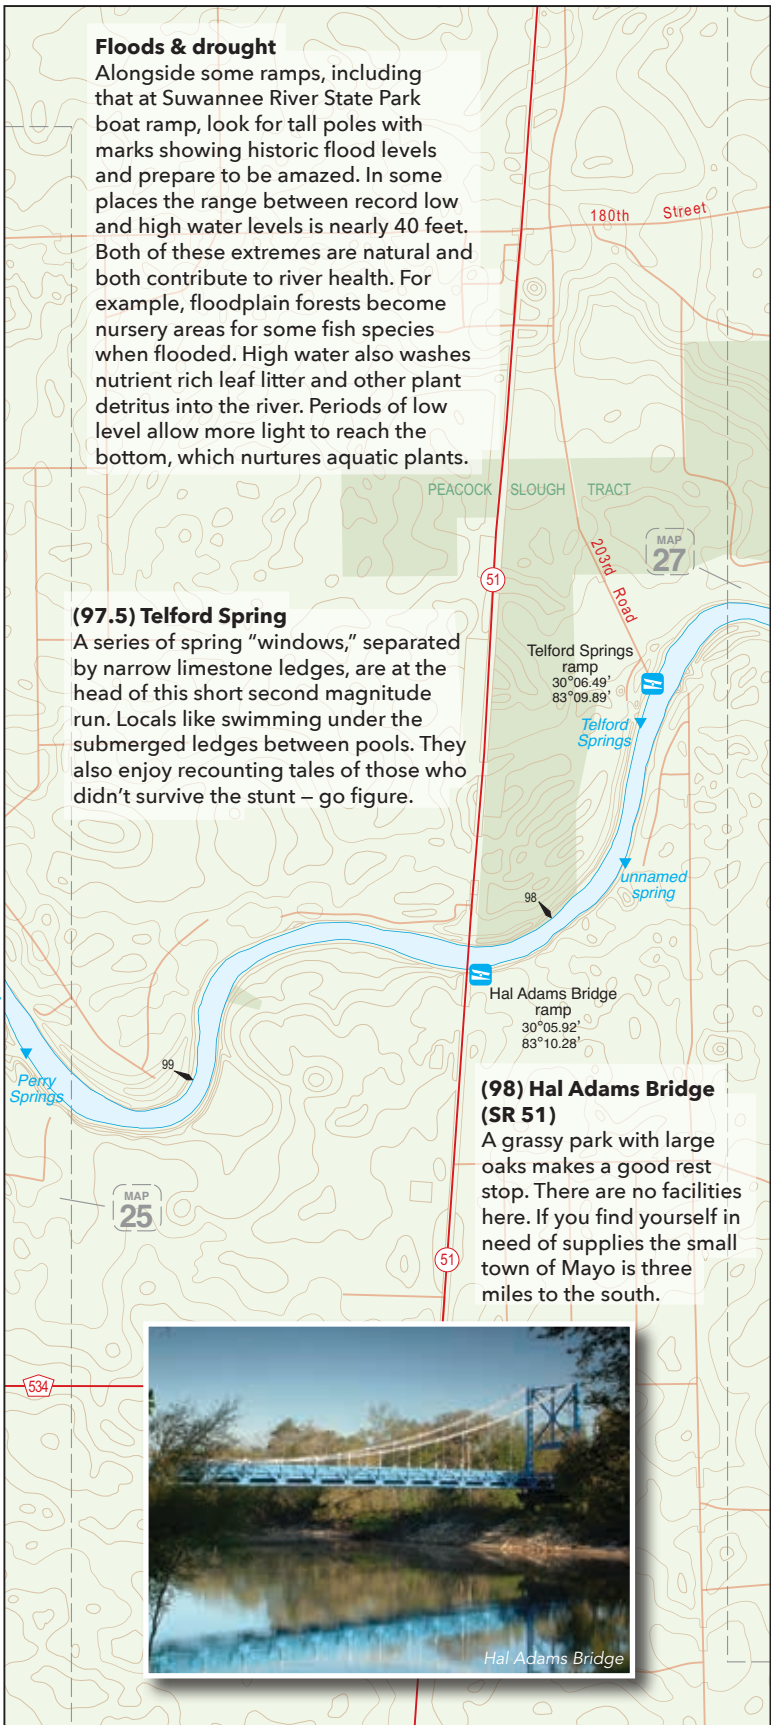 Floods & drought
Alongside some ramps, including
that at Suwannee River State Park
boat ramp, look for tall poles with
marks showing historic flood levels
and prepare to be amazed. In some
places the range between record low
and high water levels is nearly 40 feet.
Both of these extremes are natural and
both contribute to river health. For
example, floodplain forests become
nursery areas for some fish species
when flooded. High water also washes
nutrient rich leaf litter and other plant
detritus into the river. Periods of low
level allow more light to reach the
bottom, which nurtures aquatic plants.
180th Street
PEACOCK SLOUGH TRACT
MAP
27
203rd Road
51
(97.5) Telford Spring
A series of spring “windows,” separated
by narrow limestone ledges, are at the
head of this short second magnitude
run. Locals like swimming under the
submerged ledges between pools. They
also enjoy recounting tales of those who
didn’t survive the stunt – go figure.
Telford Springs
ramp
30°06.49’
83°09.89’
Telford
Springs
unnamed
spring
98
Hal Adams Bridge
ramp
30°05.92’
83°10.28’
99
Perry
Springs
(98) Hal Adams Bridge
(SR 51)
A grassy park with large
oaks makes a good rest
stop. There are no facilities
here. If you find yourself in
need of supplies the small
town of Mayo is three
miles to the south.
MAP
25
51
534
Hal Adams Bridge